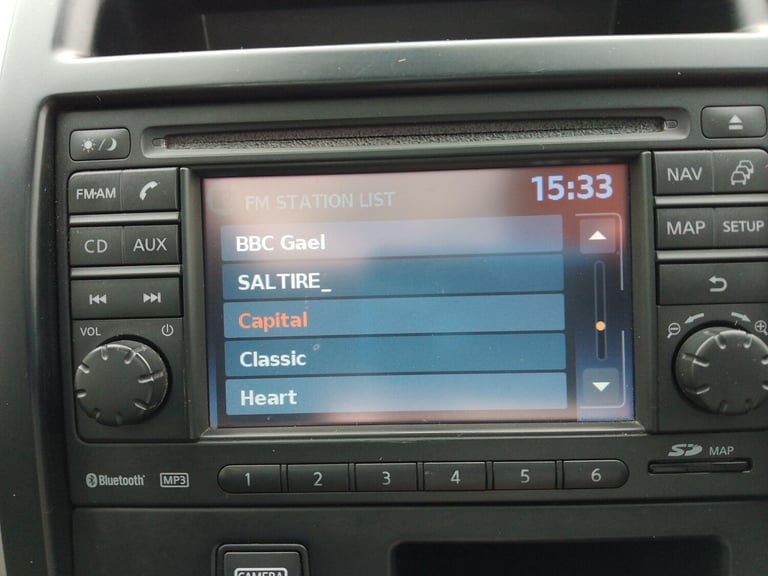 FM·AM
CD
AUX
VOL
FM STATION LIST
15:33
BBC Gael
SALTIRE_
Capital
Classic
Heart
NAV
MAP
SETUP
SD MAP
Bluetooth
MP3
1
2
3
4
5
6
CAMERA